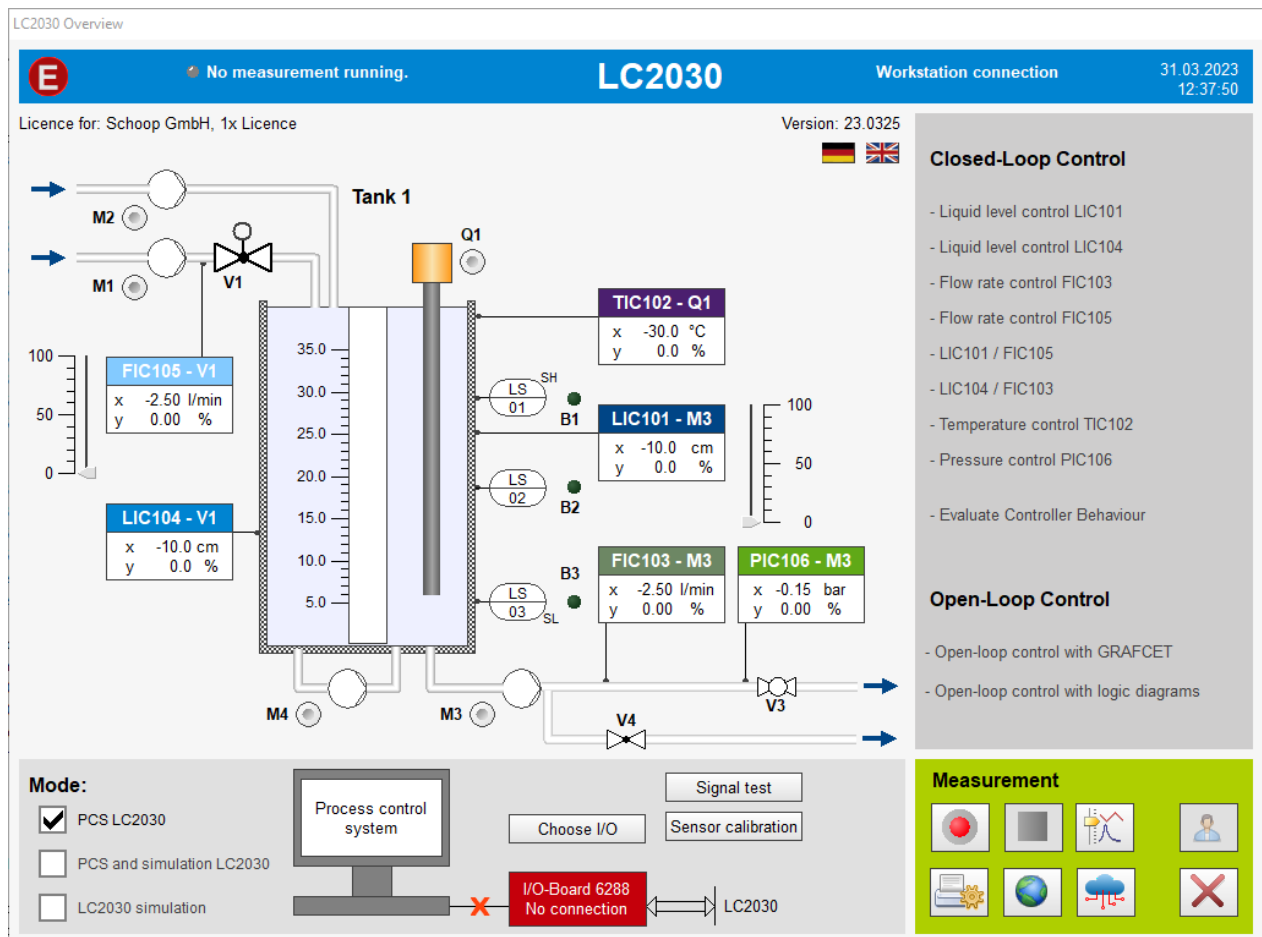 LC2030 Overview
E
No measurement running.
LC2030
Workstation connection
31.03.2023
12:37:50
Licence for: Schoop GmbH, 1x Licence
Version: 23.0325
M2
Tank 1
M1
V1
Q1
TIC102 - Q1
x -30.0 °C
y 0.0 %
35.0
30.0
25.0
20.0
15.0
10.0
5.0
100
50
0
FIC105 - V1
x -2.50 l/min
y 0.00 %
LS
01
SH
B1
LIC101 - M3
x -10.0 cm
y 0.0 %
100
50
0
LS
02
B2
LIC104 - V1
x -10.0 cm
y 0.0 %
LS
03
SL
B3
FIC103 - M3
x -2.50 l/min
y 0.00 %
PIC106 - M3
x -0.15 bar
y 0.00 %
M4
M3
V4
V3
Closed-Loop Control
- Liquid level control LIC101
- Liquid level control LIC104
- Flow rate control FIC103
- Flow rate control FIC105
- LIC101 / FIC105
- LIC104 / FIC103
- Temperature control TIC102
- Pressure control PIC106
- Evaluate Controller Behaviour
Open-Loop Control
- Open-loop control with GRAFCET
- Open-loop control with logic diagrams
Mode:
PCS LC2030
PCS and simulation LC2030
LC2030 simulation
Process control
system
Choose I/O
Signal test
Sensor calibration
I/O-Board 6288
No connection
LC2030
Measurement